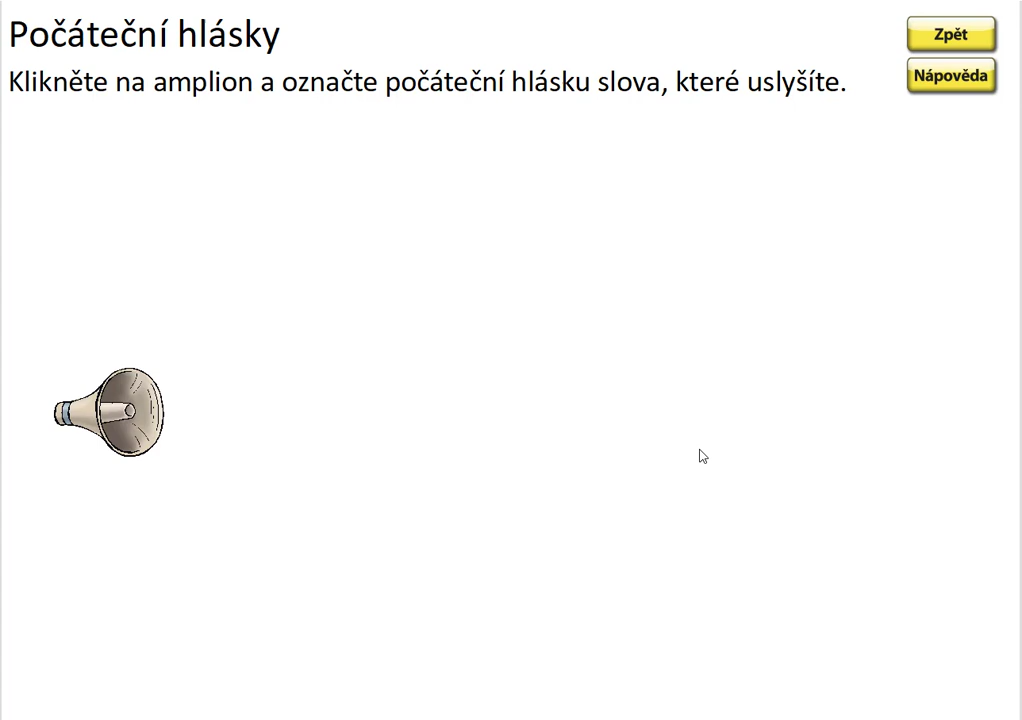 Počáteční hlásky
Zpět
Klikněte na amplion a označte počáteční hlásku slova, které uslyšíte.
Nápověda